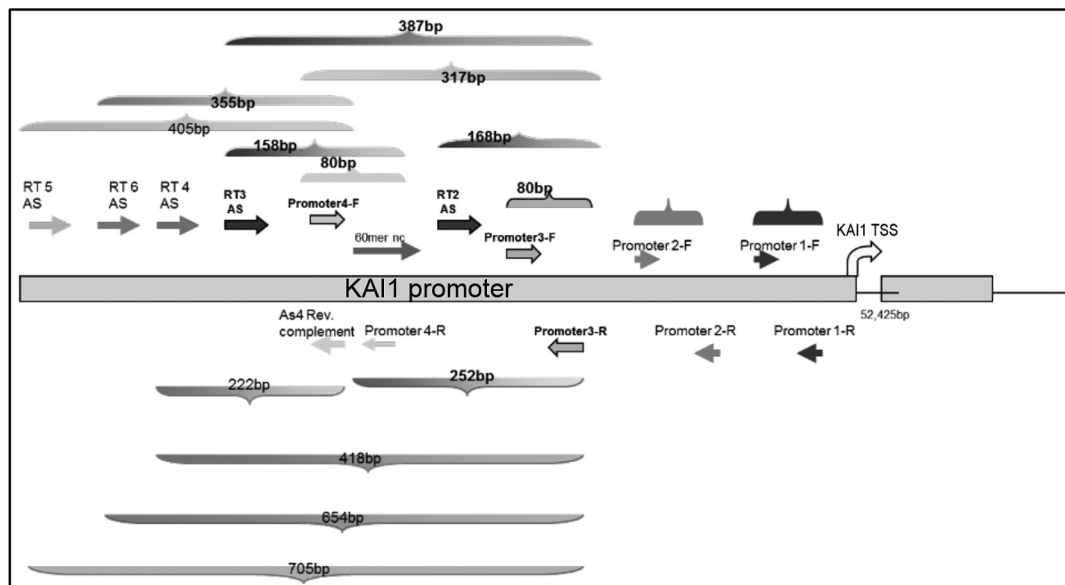 387bp
317bp
355bp
405bp
158bp
168bp
80bp
80bp
RT 5
AS
RT 6
AS
RT 4
AS
RT3
AS
Promoter4-F
RT2
AS
60mer nc
Promoter3-F
Promoter 2-F
Promoter 1-F
KAI1 TSS
KAI1 promoter
52,425bp
As4 Rev.
complement
Promoter 4-R
Promoter3-R
Promoter 2-R
Promoter 1-R
222bp
252bp
418bp
654bp
705bp